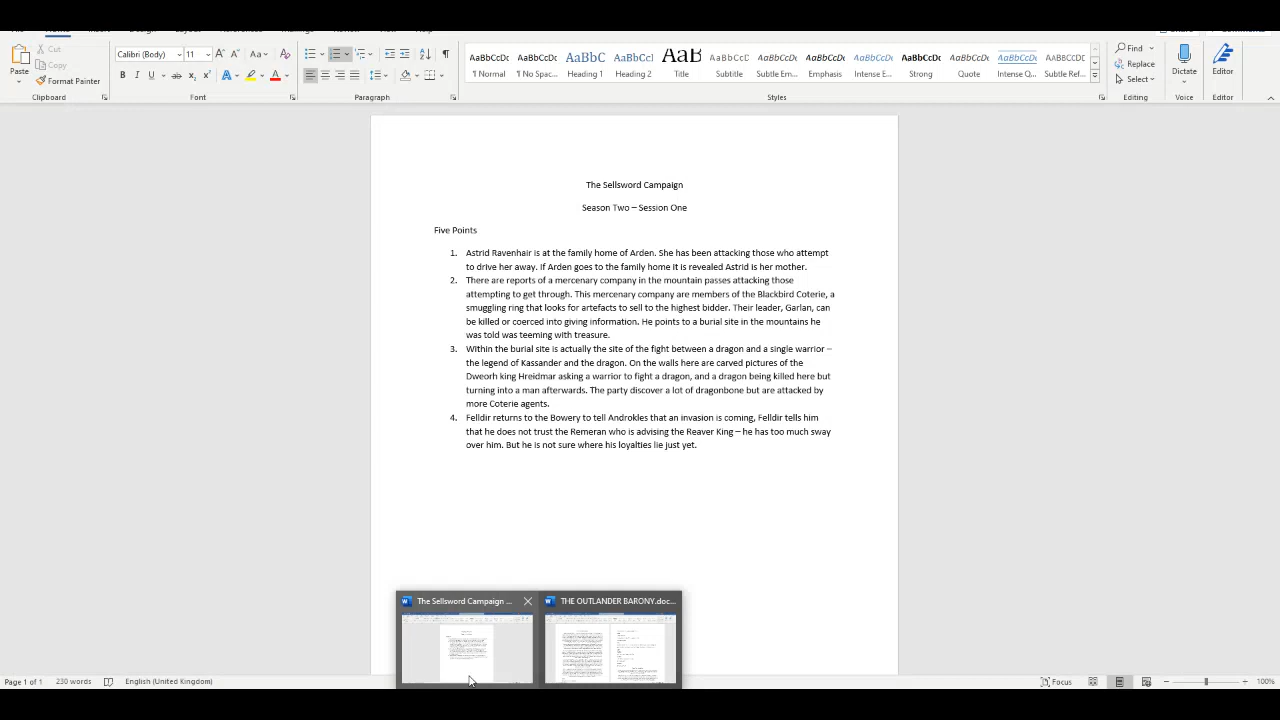 Cut
Copy
Paste
Format Painter
Clipboard
Calibri (Body)
11
Font
Paragraph
AaBbCcDc
¶ Normal
AaBbCcDc
¶ No Spac...
AaBbC
Heading 1
AaBbCcI
Heading 2
AaB
Title
AaBbCcDc
Subtitle
AaBbCcDc
Subtle Em...
AaBbCcDc
Emphasis
AaBbCcDc
Intense E...
AaBbCcDc
Strong
AaBbCcDc
Quote
AaBbCcDc
Intense Q...
AABBCCDC
Subtle Ref...
Styles
Find
Replace
Select
Editing
Dictate
Voice
Editor
Editor
The Sellsword Campaign
Season Two – Session One
Five Points
1. Astrid Ravenhair is at the family home of Arden. She has been attacking those who attempt
to drive her away. If Arden goes to the family home it is revealed Astrid is her mother.
2. There are reports of a mercenary company in the mountain passes attacking those
attempting to get through. This mercenary company are members of the Blackbird Coterie, a
smuggling ring that looks for artefacts to sell to the highest bidder. Their leader, Garlan, can
be killed or coerced into giving information. He points to a burial site in the mountains he
was told was teeming with treasure.
3. Within the burial site is actually the site of the fight between a dragon and a single warrior –
the legend of Kassander and the dragon. On the walls here are carved pictures of the
Dweorh king Hreidmar asking a warrior to fight a dragon, and a dragon being killed here but
turning into a man afterwards. The party discover a lot of dragonbone but are attacked by
more Coterie agents.
4. Felldir returns to the Bowery to tell Androkles that an invasion is coming, Felldir tells him
that he does not trust the Remeran who is advising the Reaver King – he has too much sway
over him. But he is not sure where his loyalties lie just yet.
The Sellsword Campaign ...
THE OUTLANDER BARONY.doc...
Page 1 of 1
230 words
English (United Kingdom)
Focus
100%